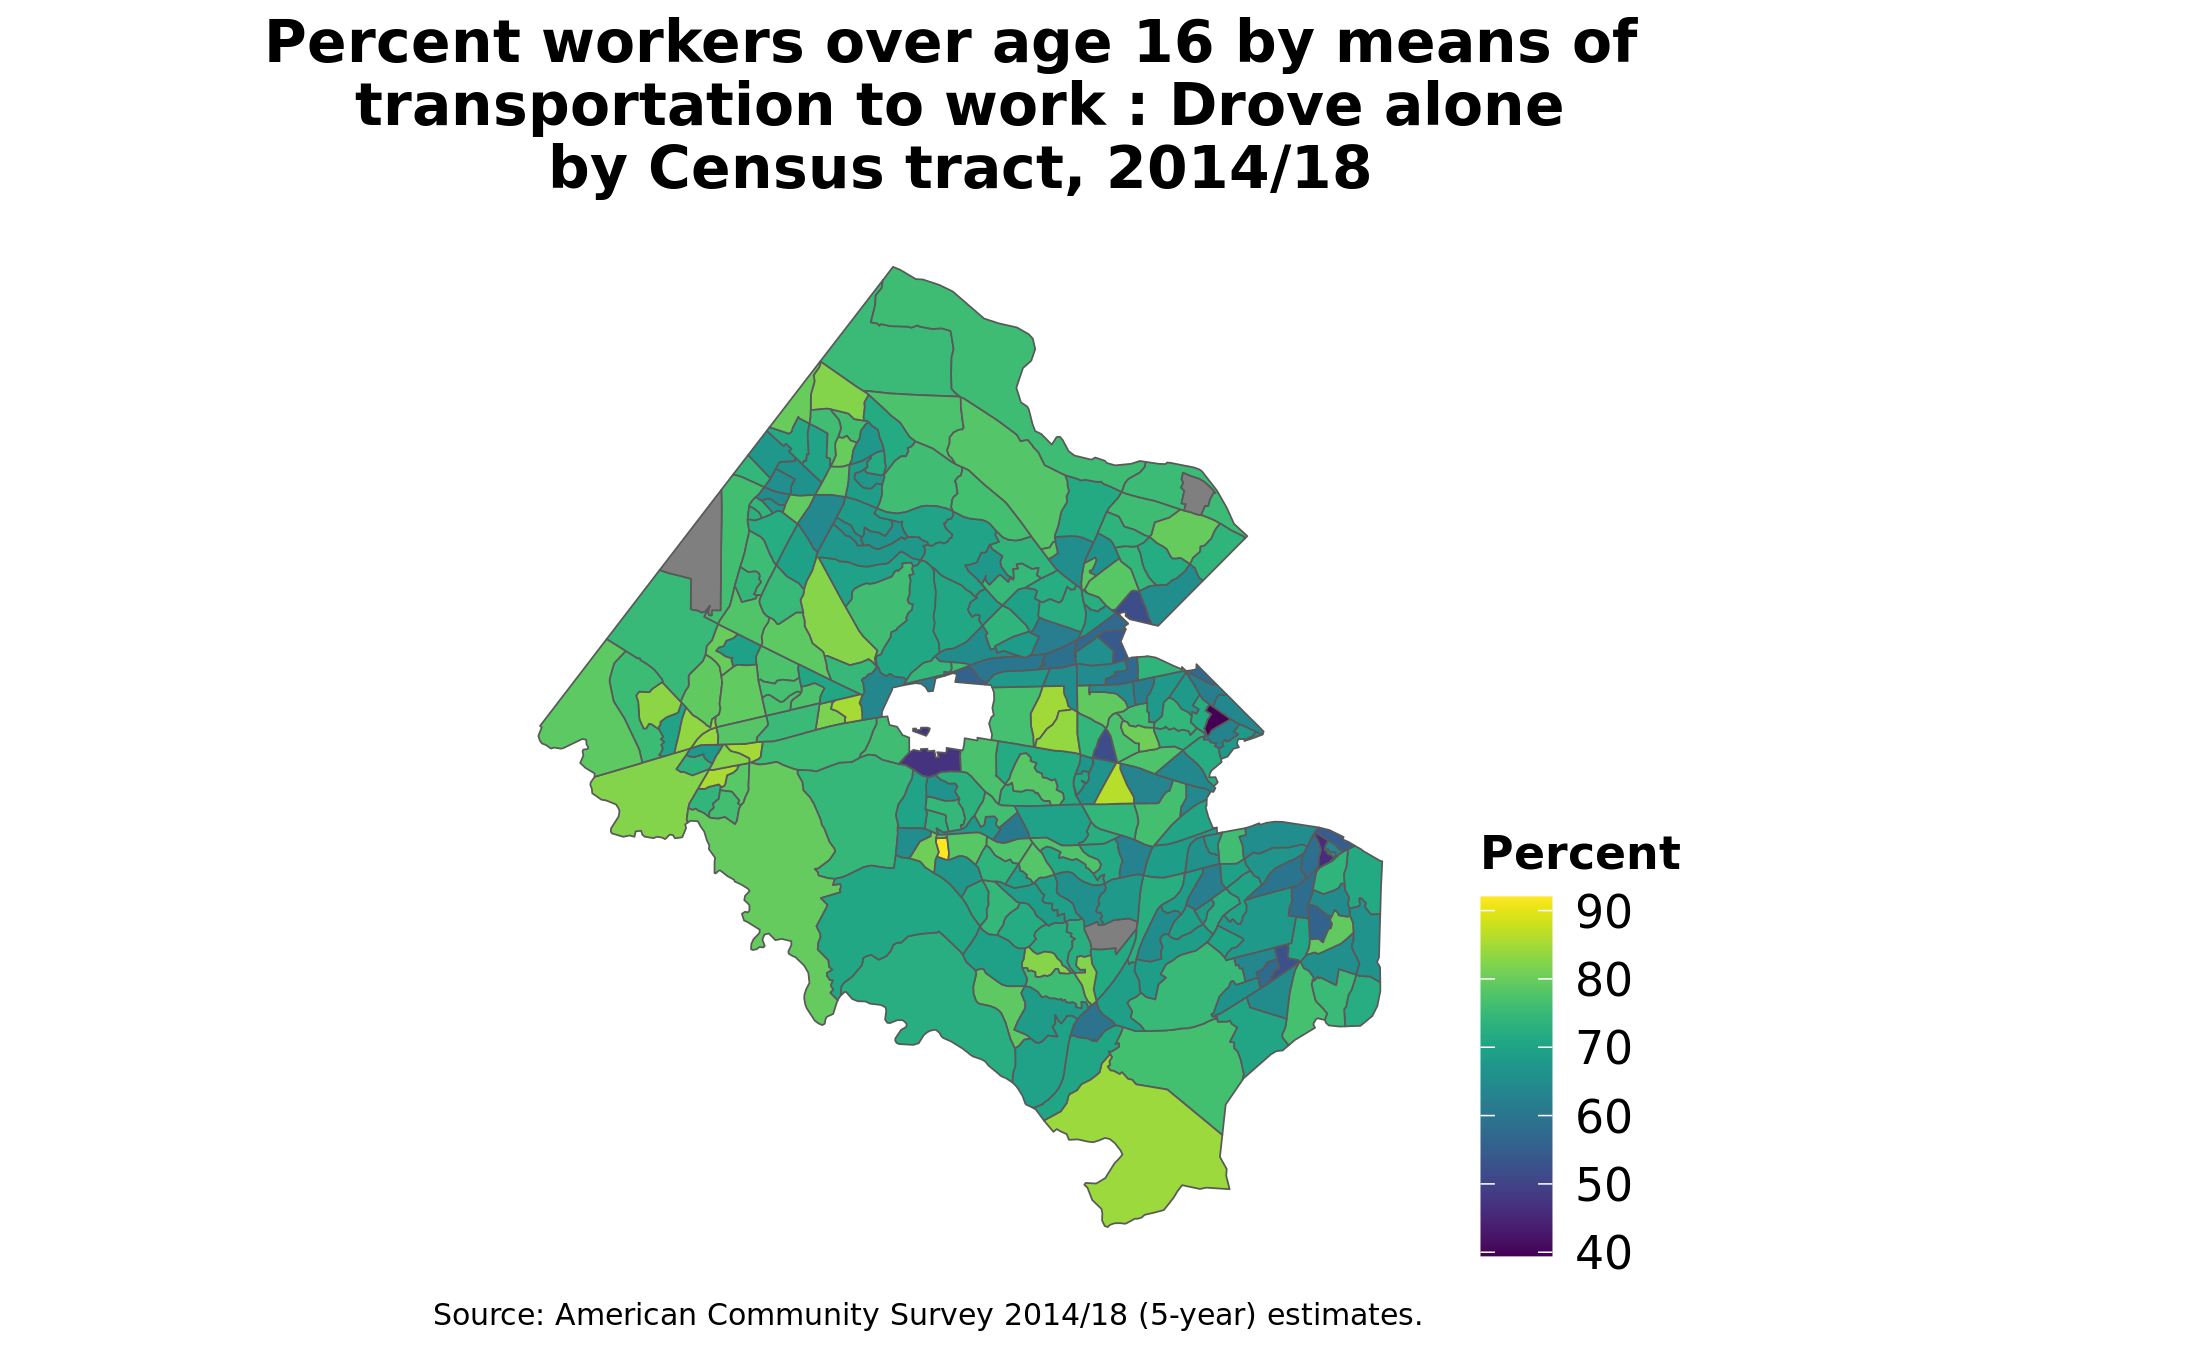 Percent workers over age 16 by means of
transportation to work : Drove alone
by Census tract, 2014/18
Percent
90
80
70
60
50
40
Source: American Community Survey 2014/18 (5-year) estimates.